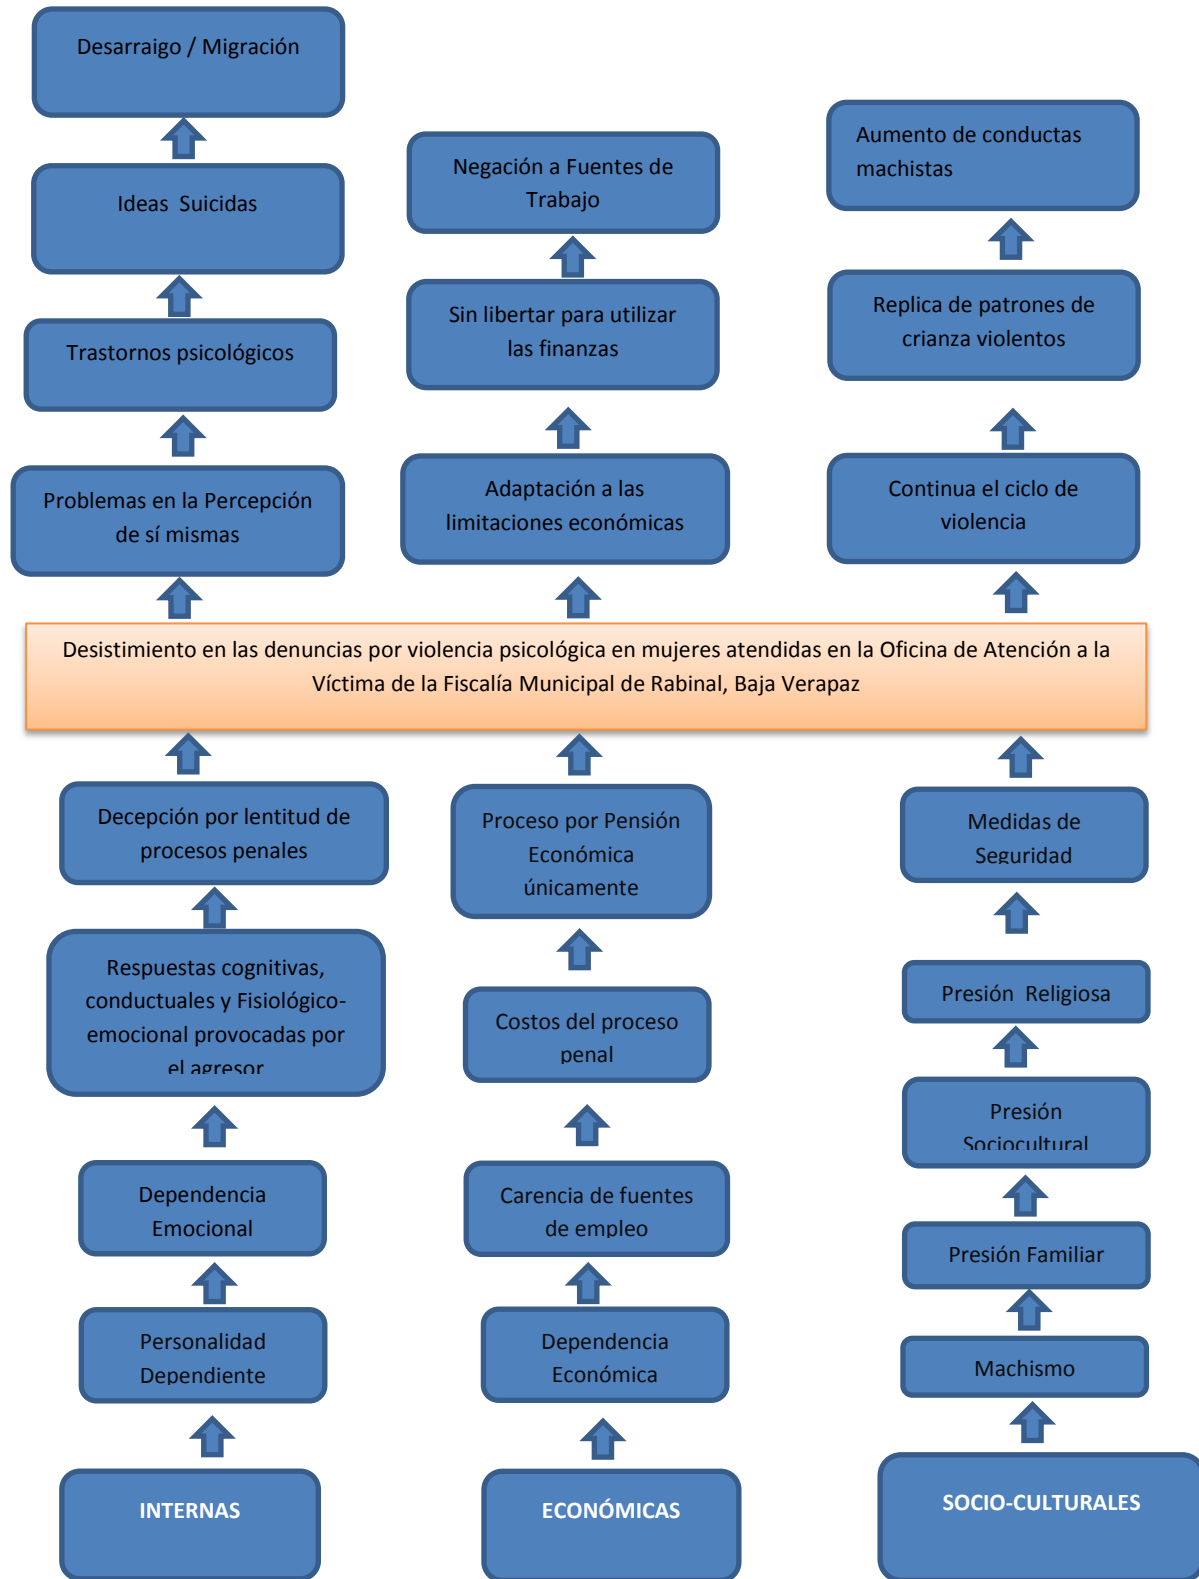 Desarraigo / Migración
Ideas Suicidas
Trastornos psicológicos
Problemas en la Percepción
de sí mismas
Negación a Fuentes de
Trabajo
Sin libertar para utilizar
las finanzas
Adaptación a las
limitaciones económicas
Aumento de conductas
machistas
Replica de patrones de
crianza violentos
Continua el ciclo de
violencia
Desistimiento en las denuncias por violencia psicológica en mujeres atendidas en la Oficina de Atención a la
Víctima de la Fiscalía Municipal de Rabinal, Baja Verapaz
Decepción por lentitud de
procesos penales
Respuestas cognitivas,
conductuales y Fisiológico-
emocional provocadas por
el agresor
Dependencia
Emocional
Personalidad
Dependiente
INTERNAS
Proceso por Pensión
Económica
únicamente
Costos del proceso
penal
Carencia de fuentes
de empleo
Dependencia
Económica
ECONÓMICAS
Medidas de
Seguridad
Presión Religiosa
Presión
Sociocultural
Presión Familiar
Machismo
SOCIO-CULTURALES